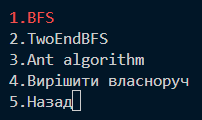 1.BFS
2.TwoEndBFS
3.Ant algorithm
4.Вирішити власноруч
5.Назад